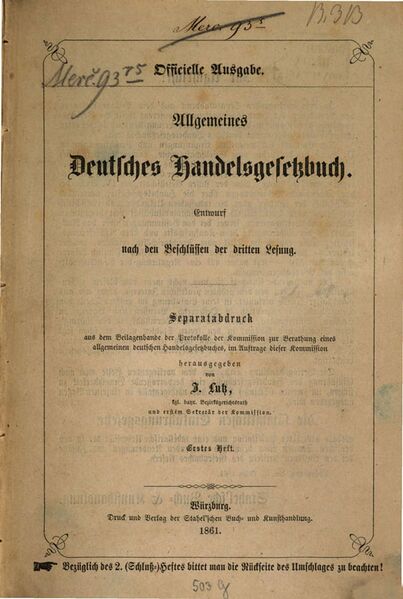 Merc. 93 s
B.3B
Officielle Ausgabe.
Merc. 93 75
Allgemeines
Deutsches Handelsgesetzbuch.
Entwurf
nach den Beschlüssen der dritten Lesung.
Separatabdruck
aus dem Beilagenbande der Protokolle der Kommission zur Berathung eines
allgemeinen deutschen Handelsgesetzbuches, im Auftrage dieser Kommission
herausgegeben
von
J. Lutz,
kgl. bayr. Bezirksgerichtsrath
und erstem Sekretär der Kommission.
Erstes Heft.
Würzburg.
Druck und Verlag der Stahel'schen Buch- und Kunsthandlung.
1861.
Bezüglich des 2. (Schluß-)Heftes bittet man die Rückseite des Umschlages zu beachten!
503 g